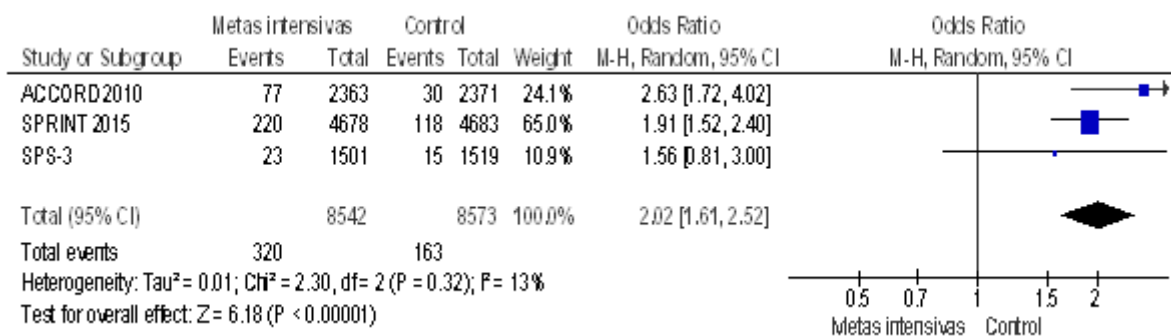 Metas intensivas Control Odds Ratio Odds Ratio
Study or Subgroup Events Total Events Total Weight M-H, Random, 95% CI M-H, Random, 95% CI
ACCORD 2010 77 2363 30 2371 24.1% 2.63 [1.72, 4.02]
SPRINT 2015 220 4678 118 4683 65.0% 1.91 [1.52, 2.40]
SPS-3 23 1501 15 1519 10.9% 1.56 [0.81, 3.00]
Total (95% CI) 8542 8573 100.0% 2.02 [1.61, 2.52]
Total events 320 163
Heterogeneity: Tau² = 0.01; Chi² = 2.30, df = 2 (P = 0.32); I² = 13%
Test for overall effect: Z = 6.18 (P < 0.00001)
0.5 0.7 1 1.5 2
Metas intensivas Control